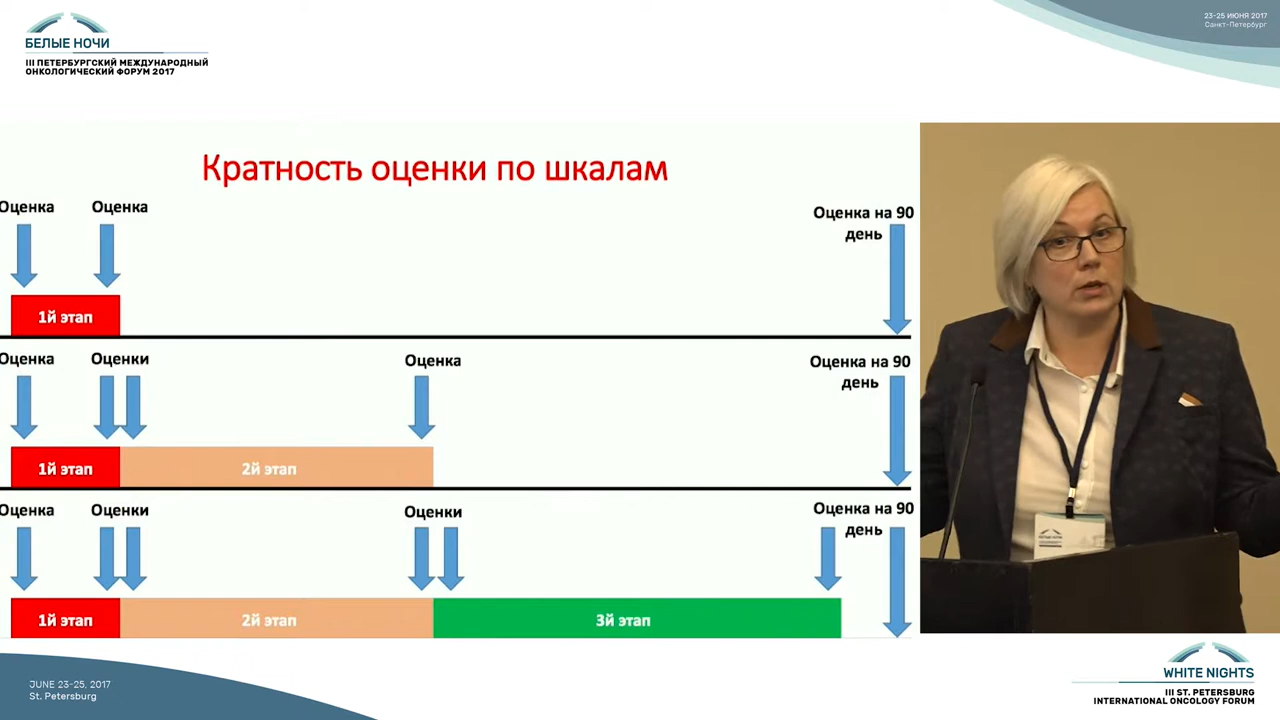 БЕЛЫЕ НОЧИ
III ПЕТЕРБУРГСКИЙ МЕЖДУНАРОДНЫЙ
ОНКОЛОГИЧЕСКИЙ ФОРУМ 2017
23-25 ИЮНЯ 2017
Санкт-Петербург
Кратность оценки по шкалам
Оценка
Оценка
Оценка на 90
день
1й этап
Оценка
Оценки
Оценка
Оценка на 90
день
1й этап
2й этап
Оценка
Оценки
Оценки
Оценка на 90
день
1й этап
2й этап
3й этап
JUNE 23-25, 2017
St. Petersburg
WHITE NIGHTS
III ST. PETERSBURG
INTERNATIONAL ONCOLOGY FORUM